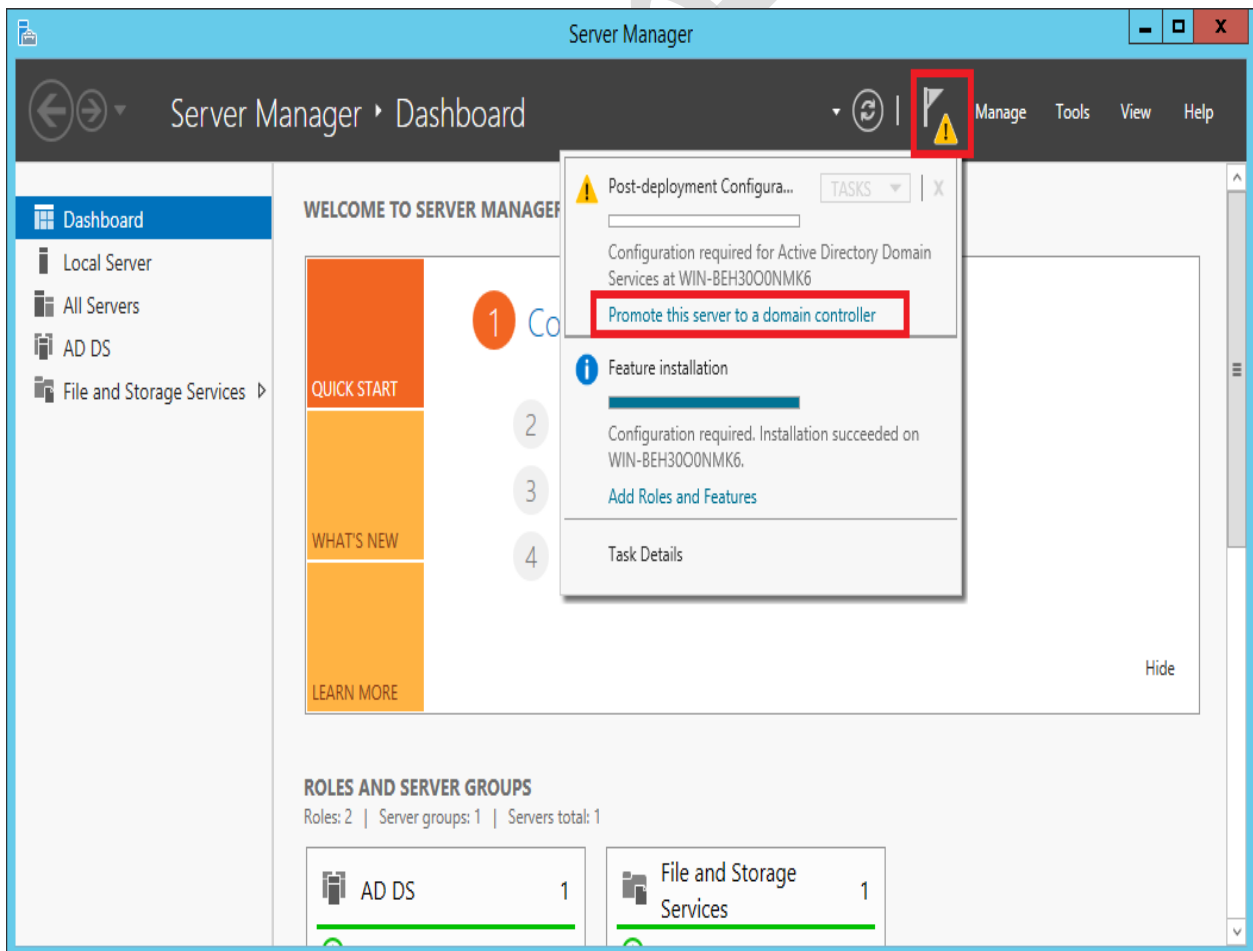 Server Manager
X
Server Manager ‣ Dashboard
Manage Tools View Help
Dashboard
Local Server
All Servers
AD DS
File and Storage Services
WELCOME TO SERVER MANAGER
QUICK START
WHAT'S NEW
LEARN MORE
1 Co
2
3
4
Post-deployment Configura...
TASKS
X
Configuration required for Active Directory Domain
Services at WIN-BEH30O0NMK6
Promote this server to a domain controller
Feature installation
Configuration required. Installation succeeded on
WIN-BEH30O0NMK6.
Add Roles and Features
Task Details
Hide
ROLES AND SERVER GROUPS
Roles: 2 | Server groups: 1 | Servers total: 1
AD DS 1
File and Storage
Services 1